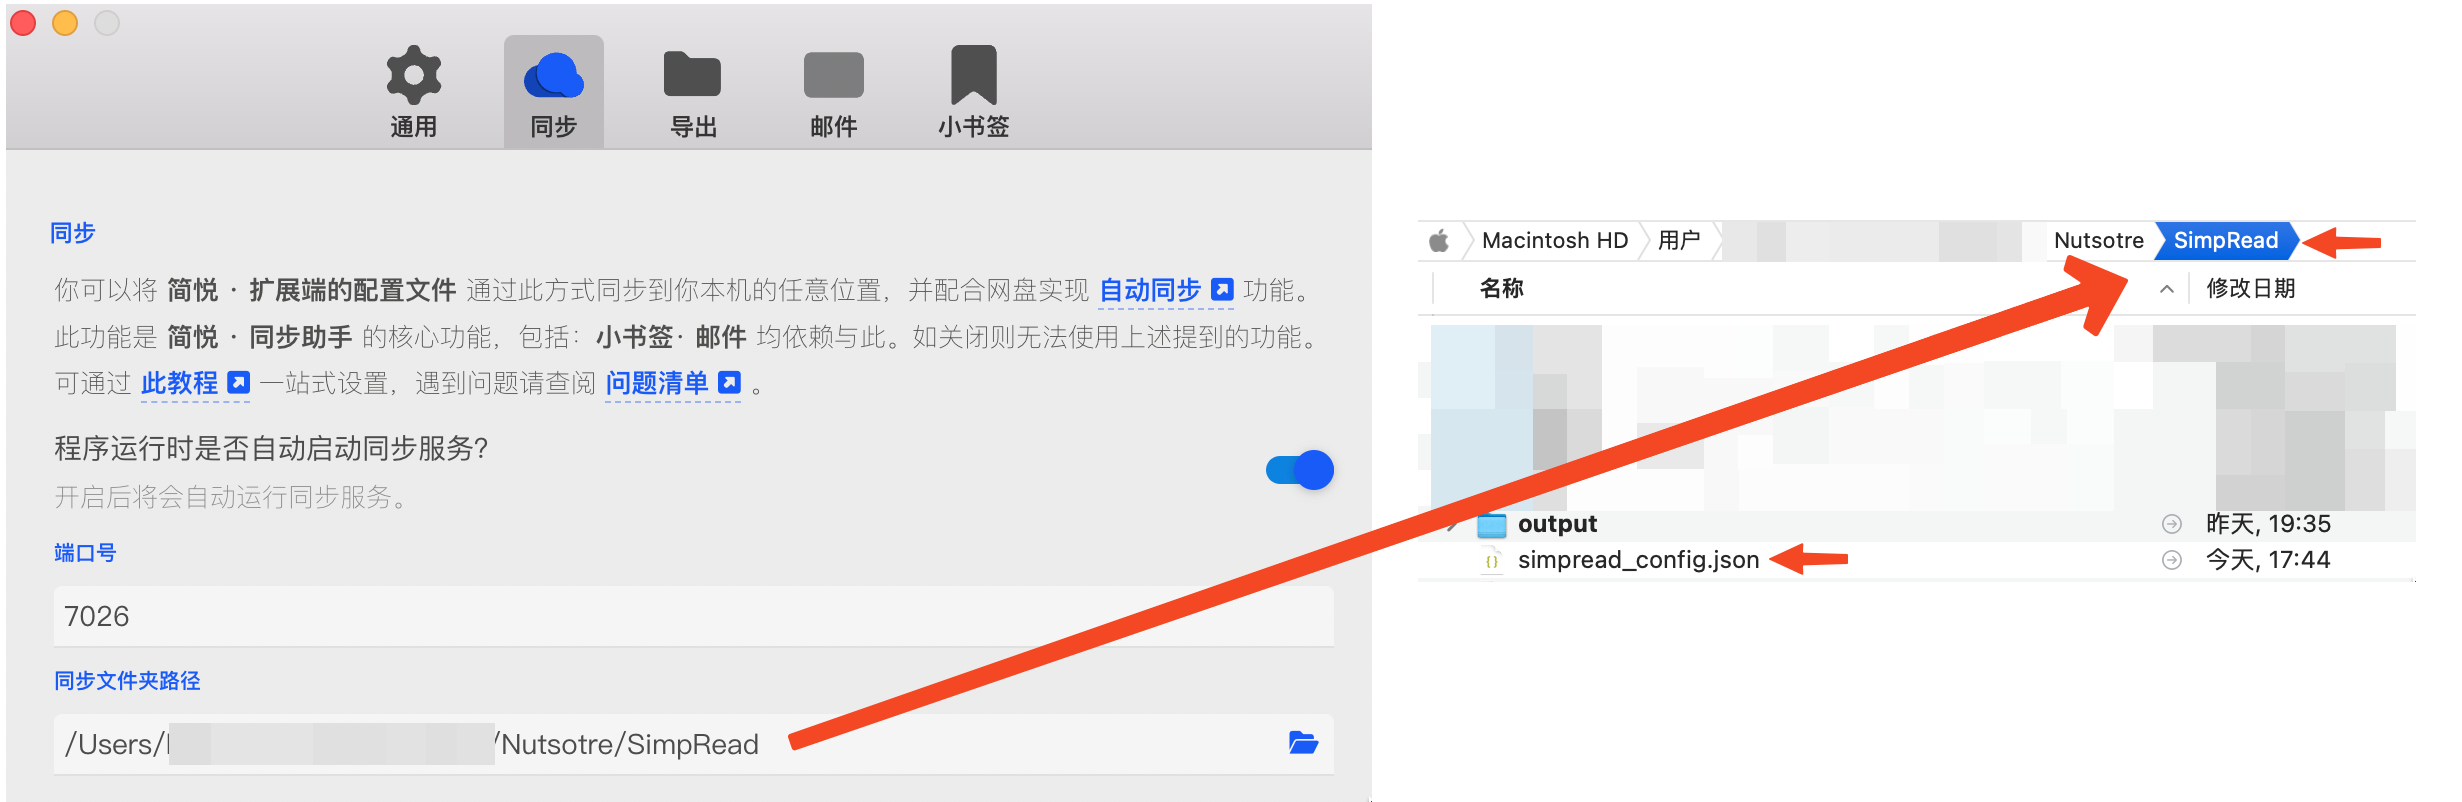 通用
同步
导出
邮件
小书签
同步
你可以将 简悦 · 扩展端的配置文件 通过此方式同步到你本机的任意位置，并配合网盘实现 自动同步 功能。
此功能是 简悦 · 同步助手 的核心功能，包括：小书签· 邮件 均依赖与此。如关闭则无法使用上述提到的功能。
可通过 此教程 一站式设置，遇到问题请查阅 问题清单 。
程序运行时是否自动启动同步服务?
开启后将会自动运行同步服务。
端口号
7026
同步文件夹路径
/Users/ /Nutsotre/SimpRead
Macintosh HD 用户 Nutsotre SimpRead
名称 修改日期
output 昨天, 19:35
simpread_config.json 今天, 17:44